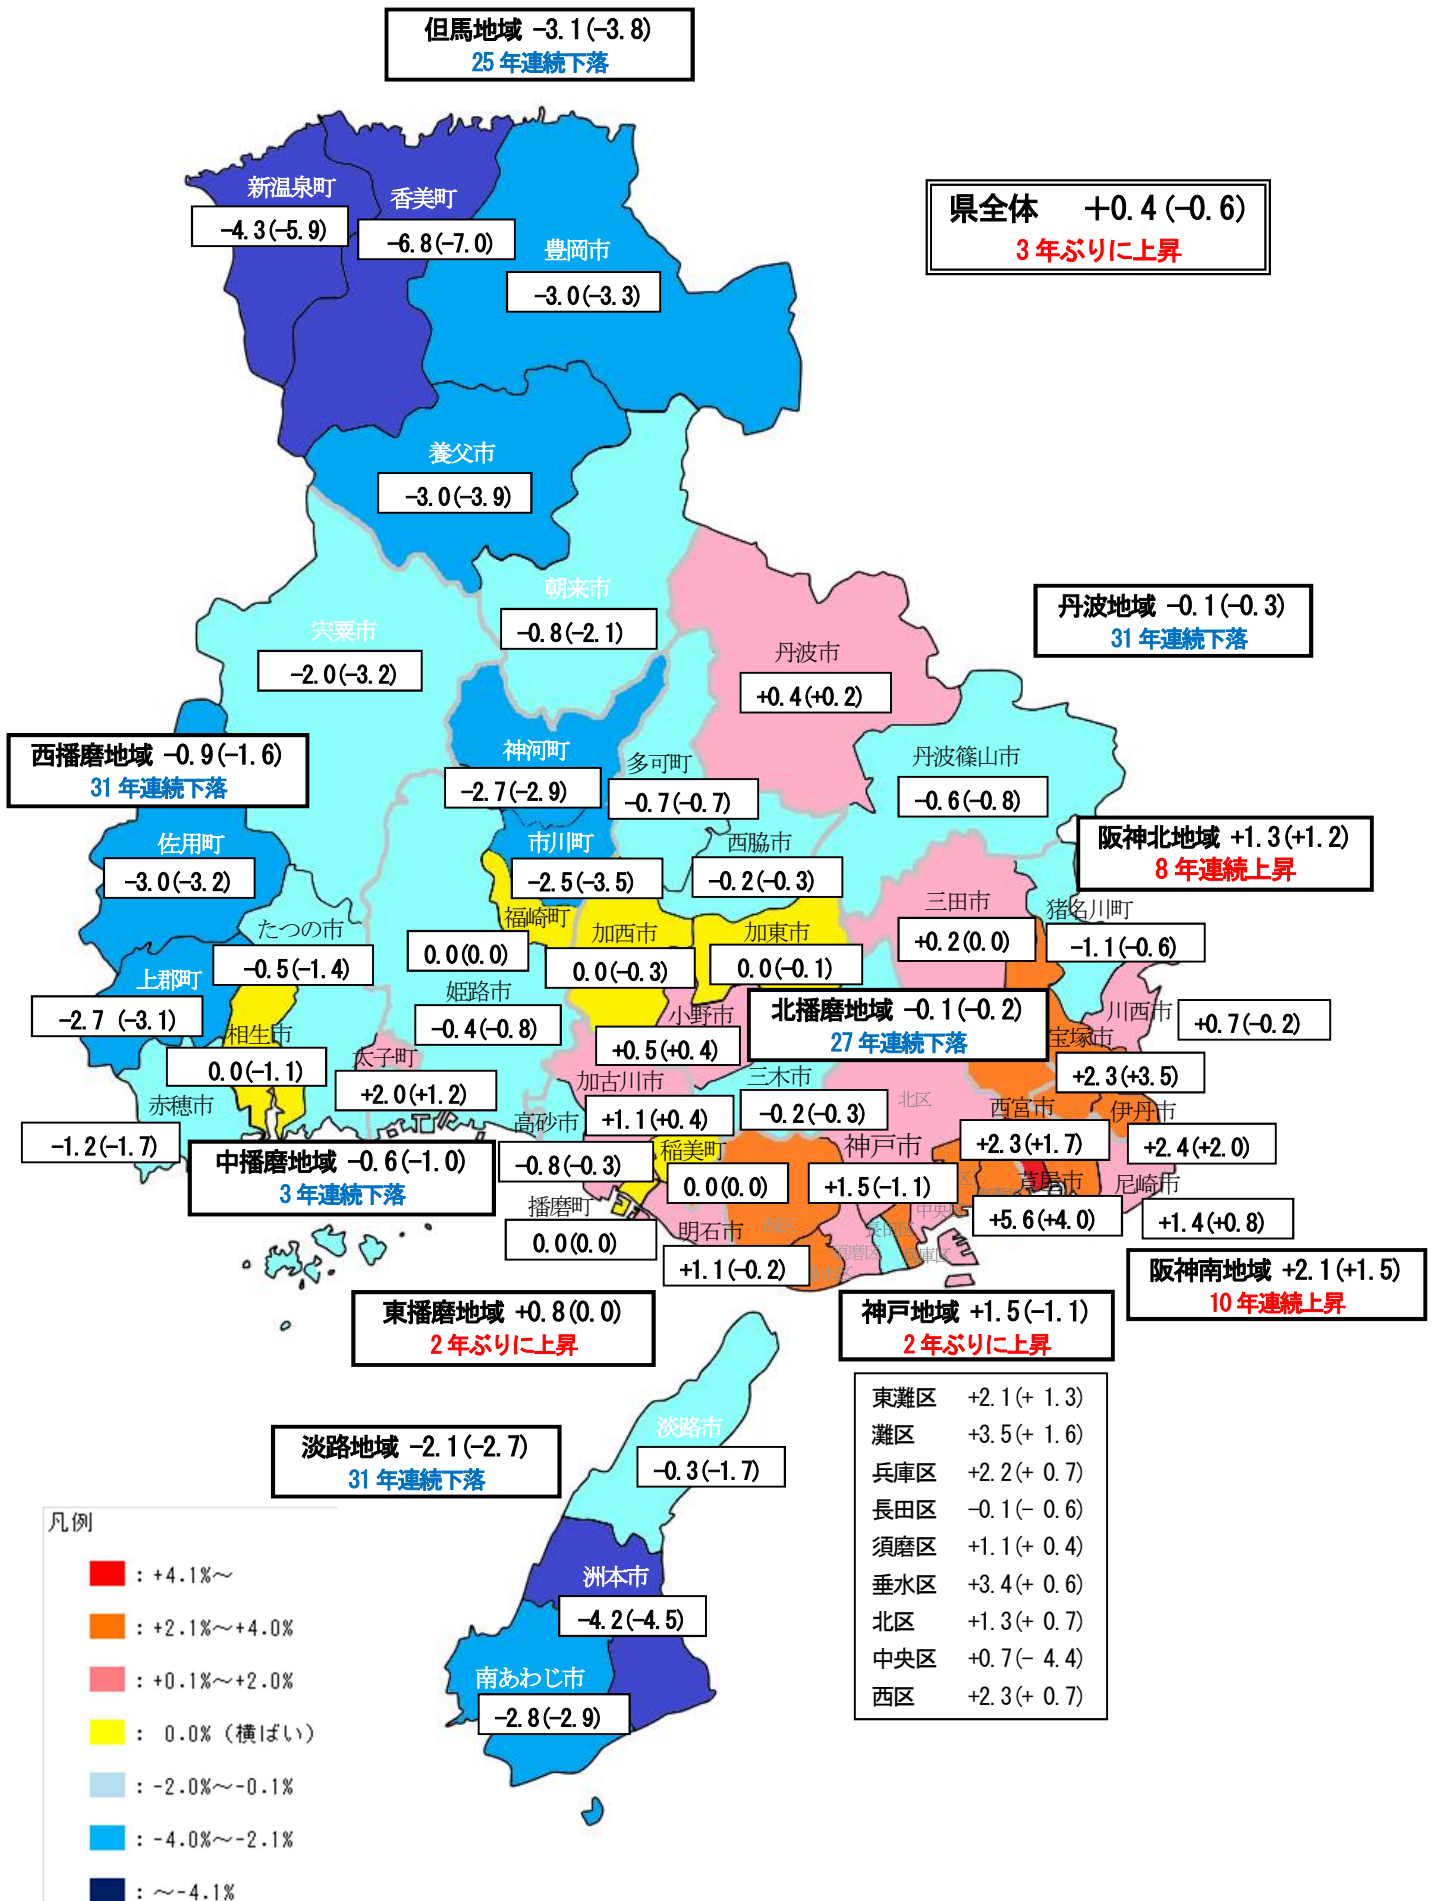 但馬地域 -3.1(-3.8)
25年連続下落
新温泉町
-4.3(-5.9)
香美町
-6.8(-7.0)
豊岡市
-3.0(-3.3)
県全体 +0.4(-0.6)
3年ぶりに上昇
養父市
-3.0(-3.9)
朝来市
-0.8(-2.1)
宍粟市
-2.0(-3.2)
丹波地域 -0.1(-0.3)
31年連続下落
丹波市
+0.4(+0.2)
西播磨地域 -0.9(-1.6)
31年連続下落
神河町
-2.7(-2.9)
多可町
-0.7(-0.7)
丹波篠山市
-0.6(-0.8)
佐用町
-3.0(-3.2)
市川町
-2.5(-3.5)
西脇市
-0.2(-0.3)
阪神北地域 +1.3(+1.2)
8年連続上昇
たつの市
-0.5(-1.4)
福崎町
0.0(0.0)
加西市
0.0(-0.3)
加東市
0.0(-0.1)
三田市
+0.2(0.0)
猪名川町
-1.1(-0.6)
上郡町
-2.7 (-3.1)
相生市
0.0(-1.1)
姫路市
-0.4(-0.8)
小野市
+0.5(+0.4)
北播磨地域 -0.1(-0.2)
27年連続下落
川西市
+0.7(-0.2)
宝塚市
+2.3(+3.5)
太子町
+2.0(+1.2)
加古川市
+1.1(+0.4)
三木市
-0.2(-0.3)
北区
赤穂市
-1.2(-1.7)
高砂市
-0.8(-0.3)
西宮市
+2.3(+1.7)
伊丹市
+2.4(+2.0)
中播磨地域 -0.6(-1.0)
3年連続下落
稲美町
0.0(0.0)
神戸市
+1.5(-1.1)
芦屋市
+5.6(+4.0)
尼崎市
+1.4(+0.8)
播磨町
0.0(0.0)
明石市
+1.1(-0.2)
西区
長田区
中央区
須磨区
兵庫区
阪神南地域 +2.1(+1.5)
10年連続上昇
東播磨地域 +0.8(0.0)
2年ぶりに上昇
神戸地域 +1.5(-1.1)
2年ぶりに上昇
東灘区 +2.1(+ 1.3)
灘区 +3.5(+ 1.6)
兵庫区 +2.2(+ 0.7)
長田区 -0.1(- 0.6)
須磨区 +1.1(+ 0.4)
垂水区 +3.4(+ 0.6)
北区 +1.3(+ 0.7)
中央区 +0.7(- 4.4)
西区 +2.3(+ 0.7)
淡路市
-0.3(-1.7)
淡路地域 -2.1(-2.7)
31年連続下落
洲本市
-4.2(-4.5)
南あわじ市
-2.8(-2.9)
凡例
: +4.1%～
: +2.1%～+4.0%
: +0.1%～+2.0%
: 0.0% (横ばい)
: -2.0%～-0.1%
: -4.0%～-2.1%
: ～-4.1%